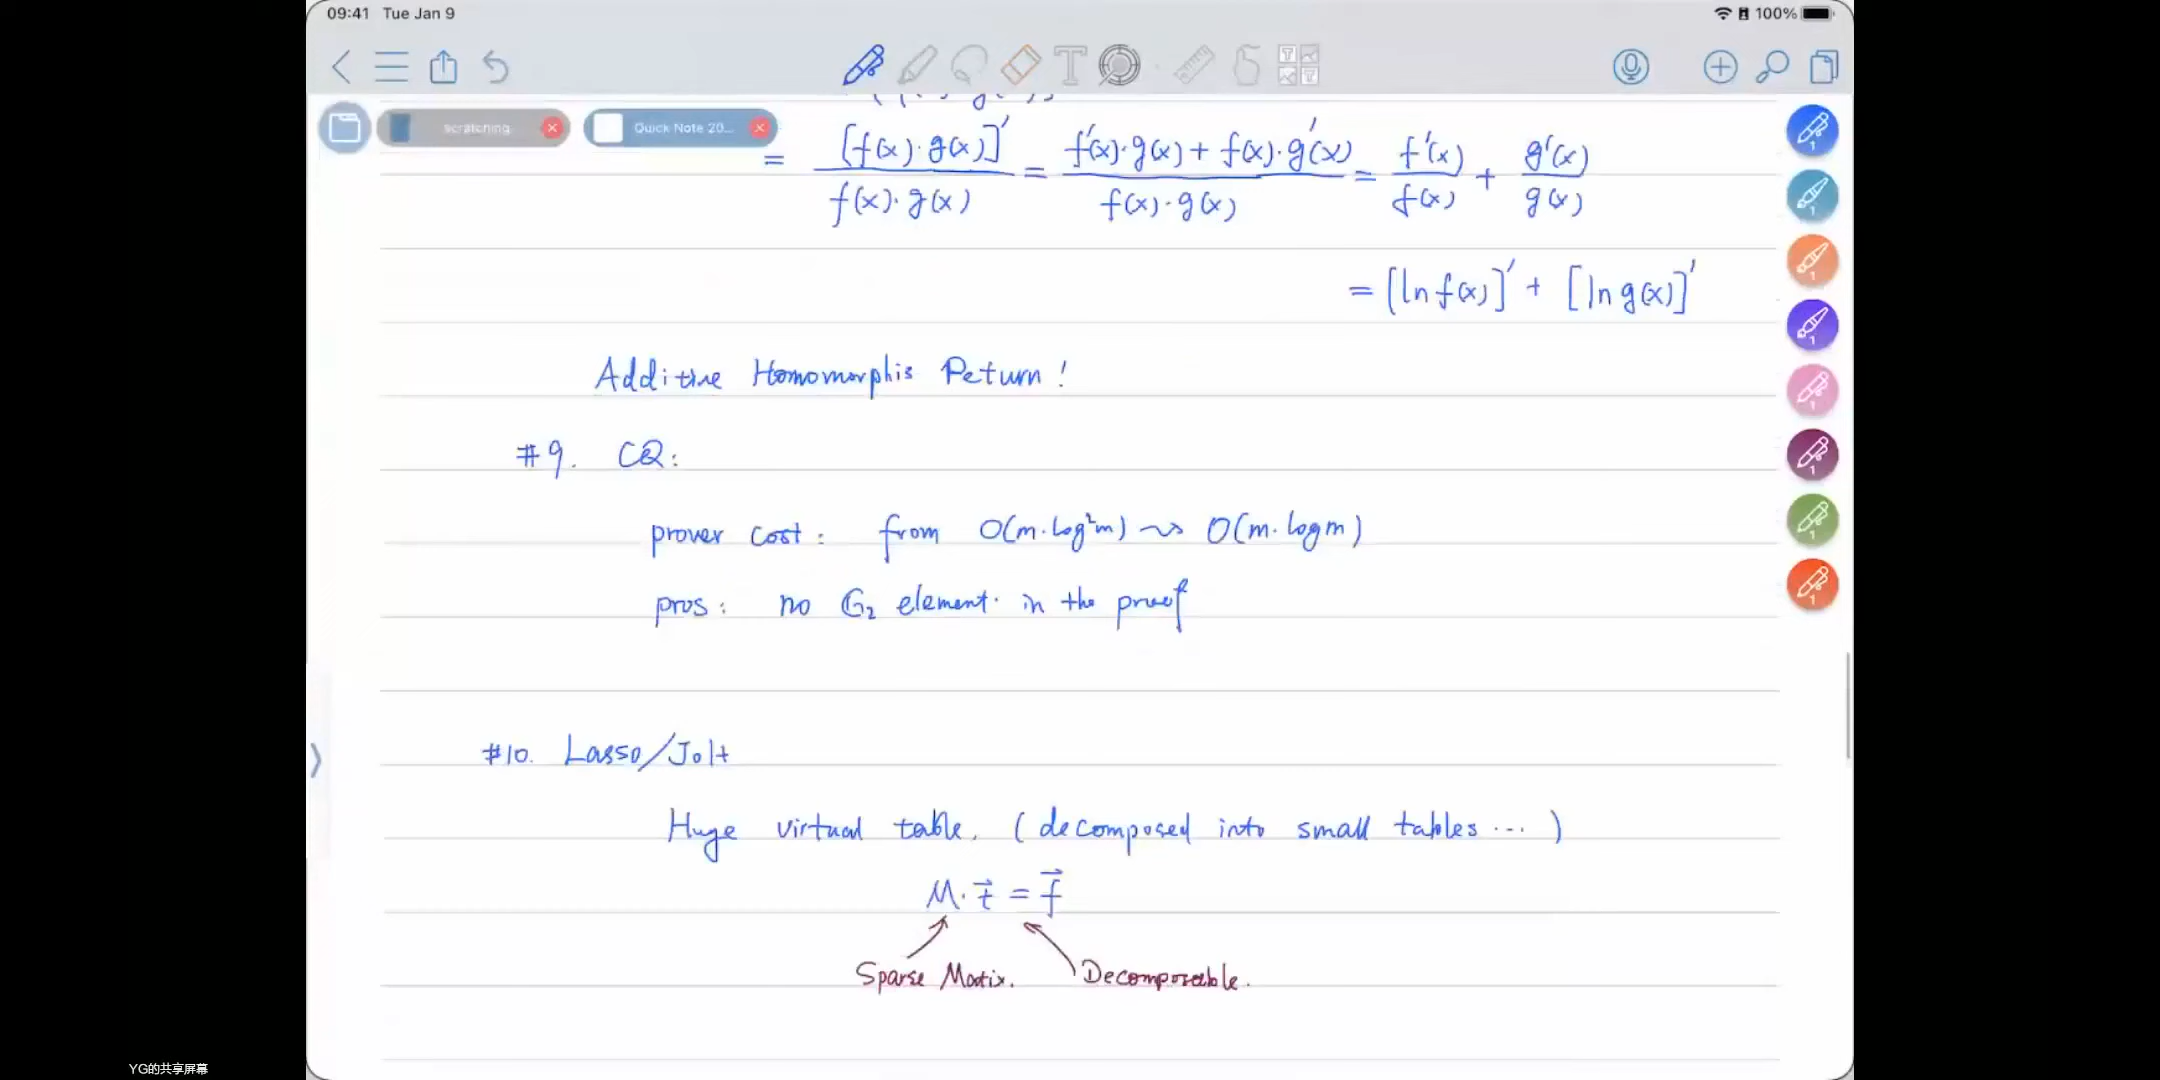 09:41 Tue Jan 9
100%
scratching
Quick Note 20...
= [f(x)·g(x)]' / f(x)·g(x) = f'(x)·g(x) + f(x)·g'(x) / f(x)·g(x) = f'(x) / f(x) + g'(x) / g(x)
= [ln f(x)]' + [ln g(x)]'
Additive Homomorphis Return!
#9. CQ:
prover cost: from O(m·log²m) ⇝ O(m·log m)
pros: no G₂ element. in the proof
#10. Lasso/Jolt
Huge virtual table. (decomposed into small tables ...)
M·t⃗ = f⃗
Sparse Matix. Decomposable.
YG的共享屏幕